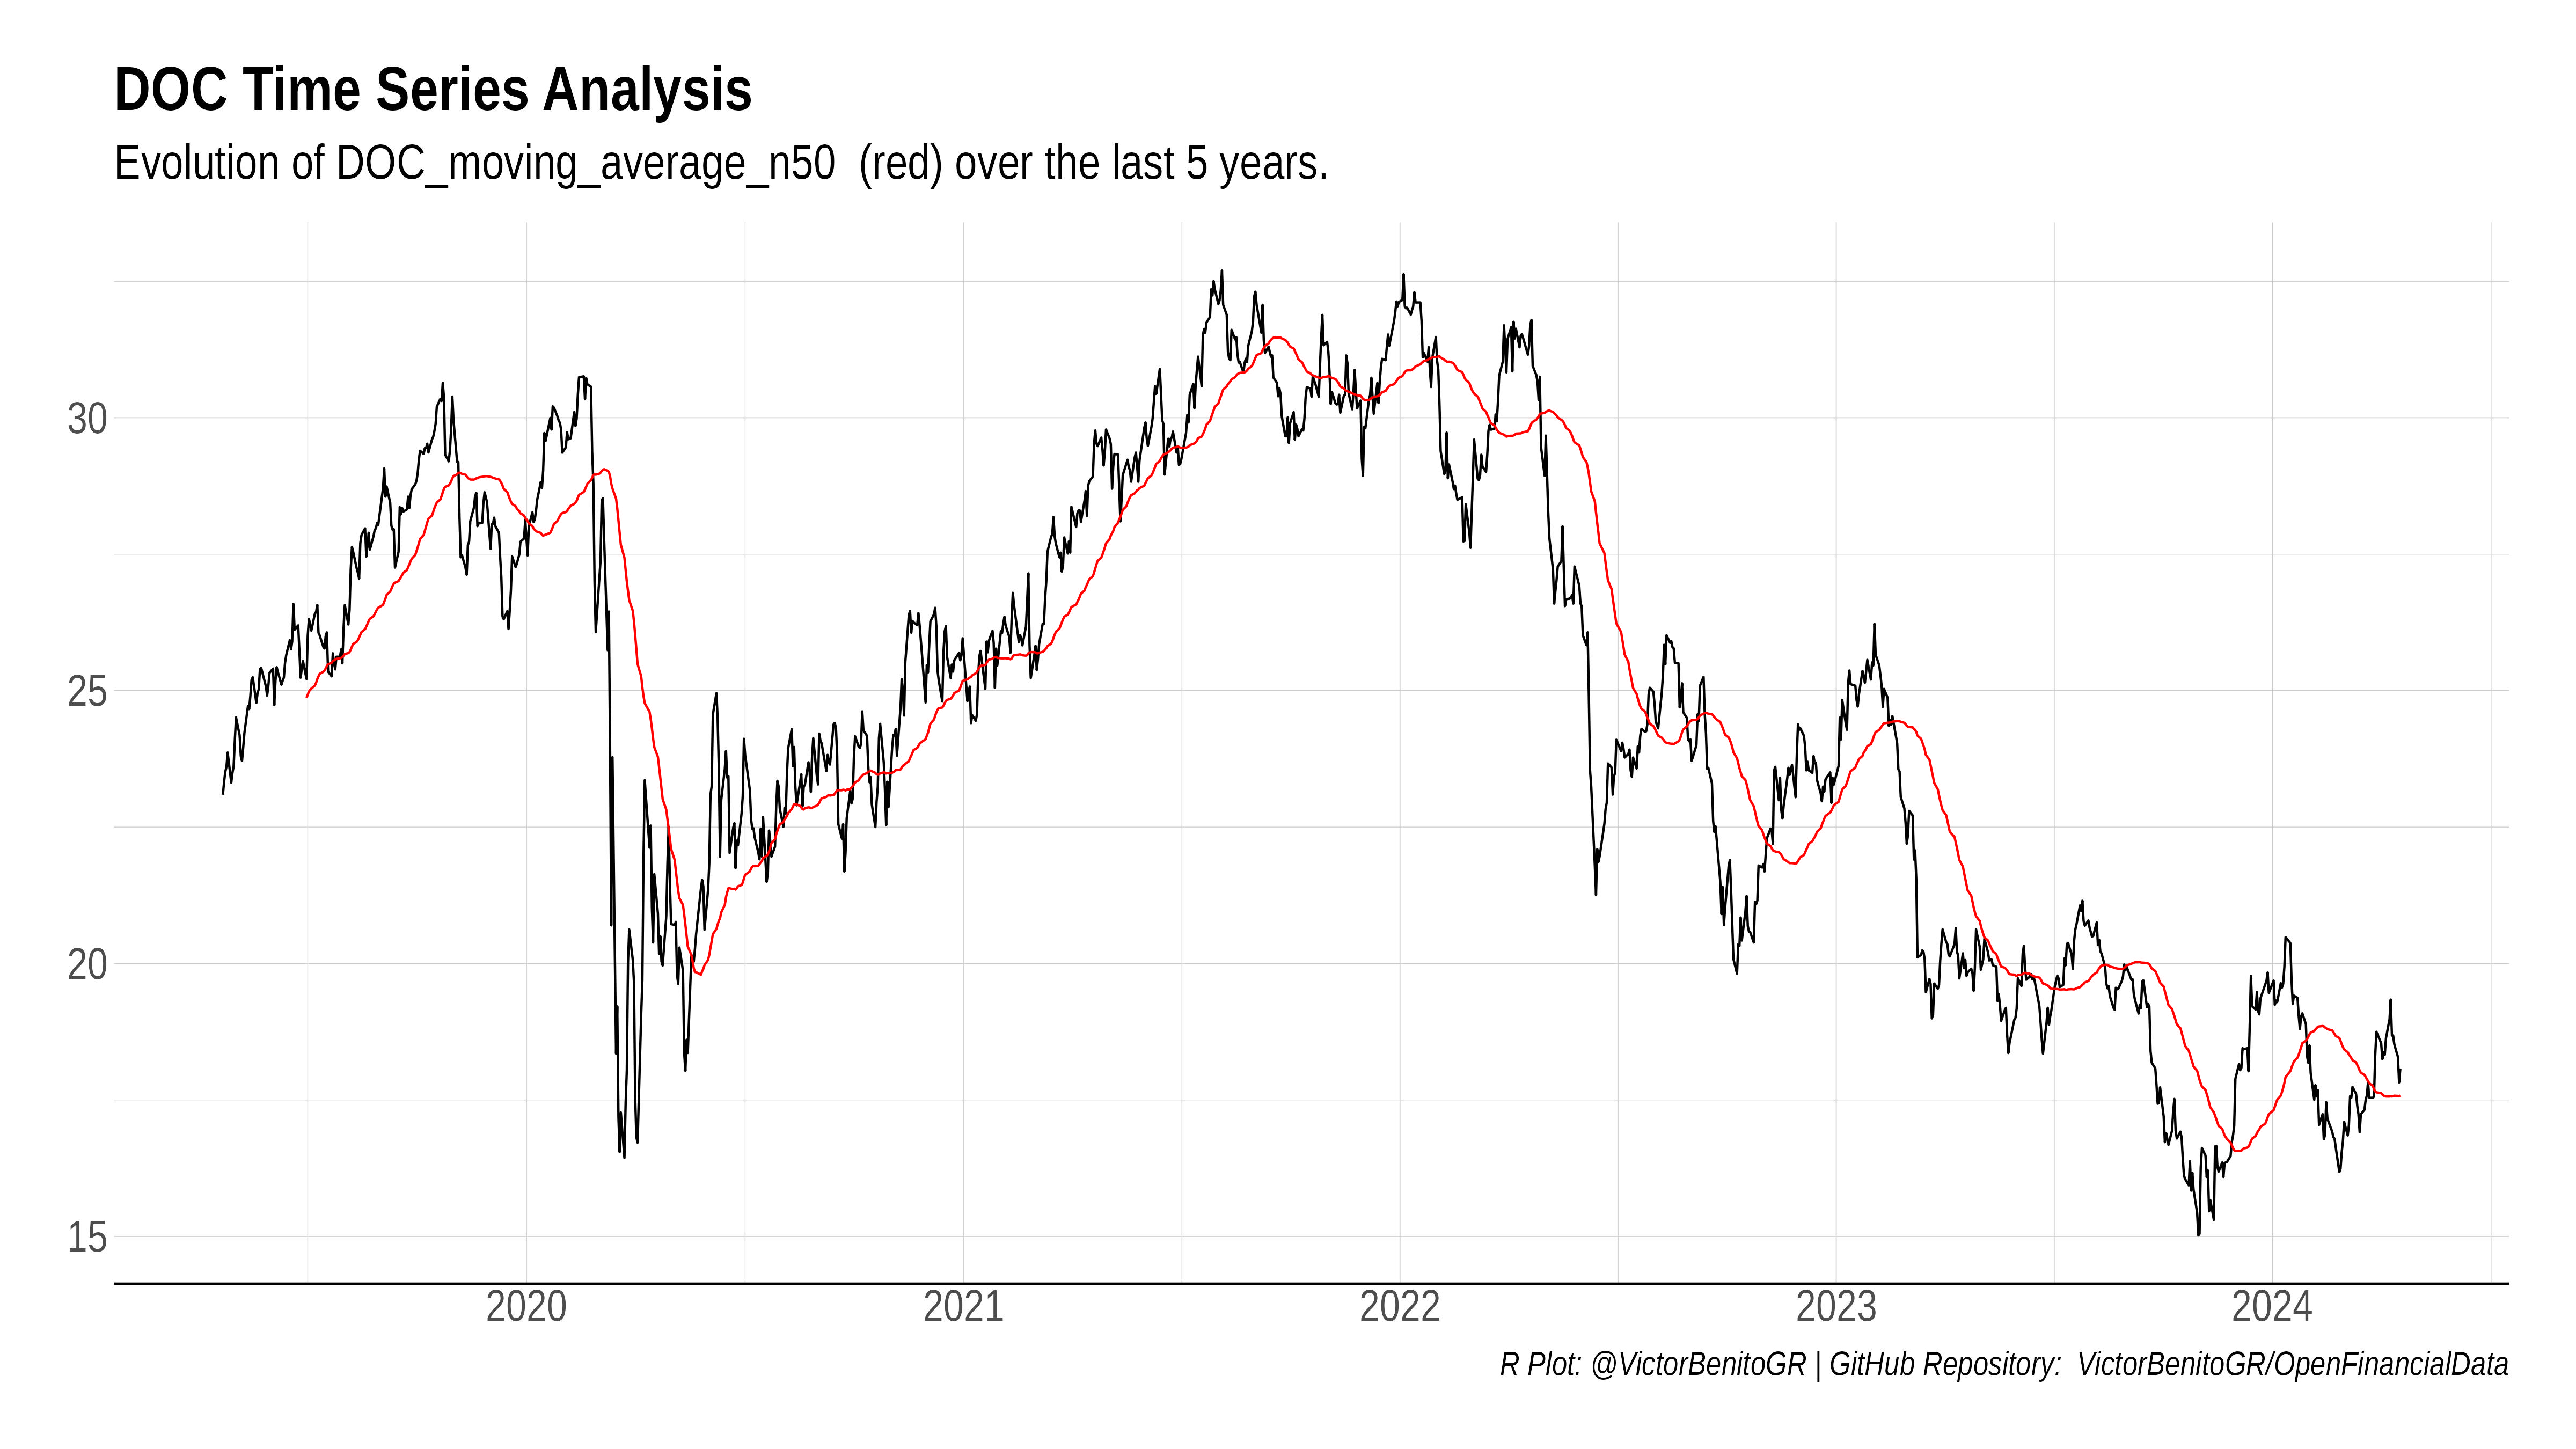 DOC Time Series Analysis
Evolution of DOC_moving_average_n50  (red) over the last 5 years.
30
25
20
15
2020 2021 2022 2023 2024
R Plot: @VictorBenitoGR | GitHub Repository:  VictorBenitoGR/OpenFinancialData